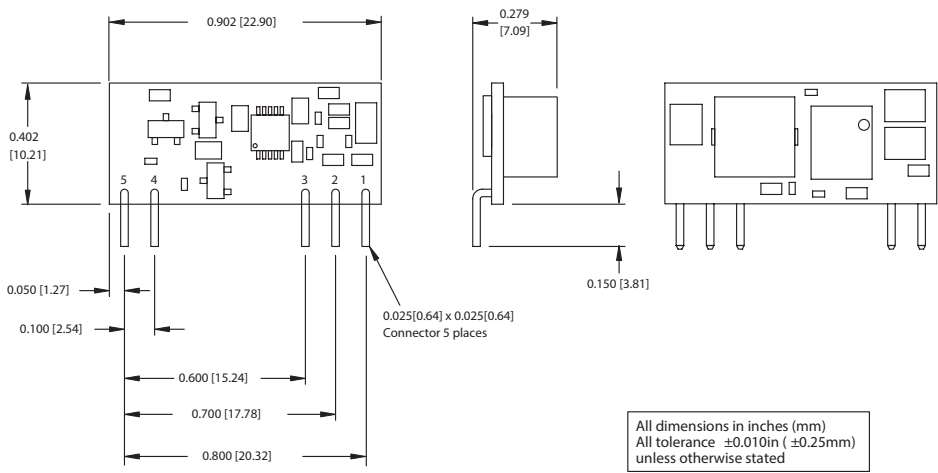 0.902 [22.90]
0.279
[7.09]
0.402
[10.21]
5 4 3 2 1
0.150 [3.81]
0.050 [1.27]
0.025[0.64] x 0.025[0.64]
Connector 5 places
0.100 [2.54]
0.600 [15.24]
0.700 [17.78]
0.800 [20.32]
All dimensions in inches (mm)
All tolerance ±0.010in ( ±0.25mm)
unless otherwise stated